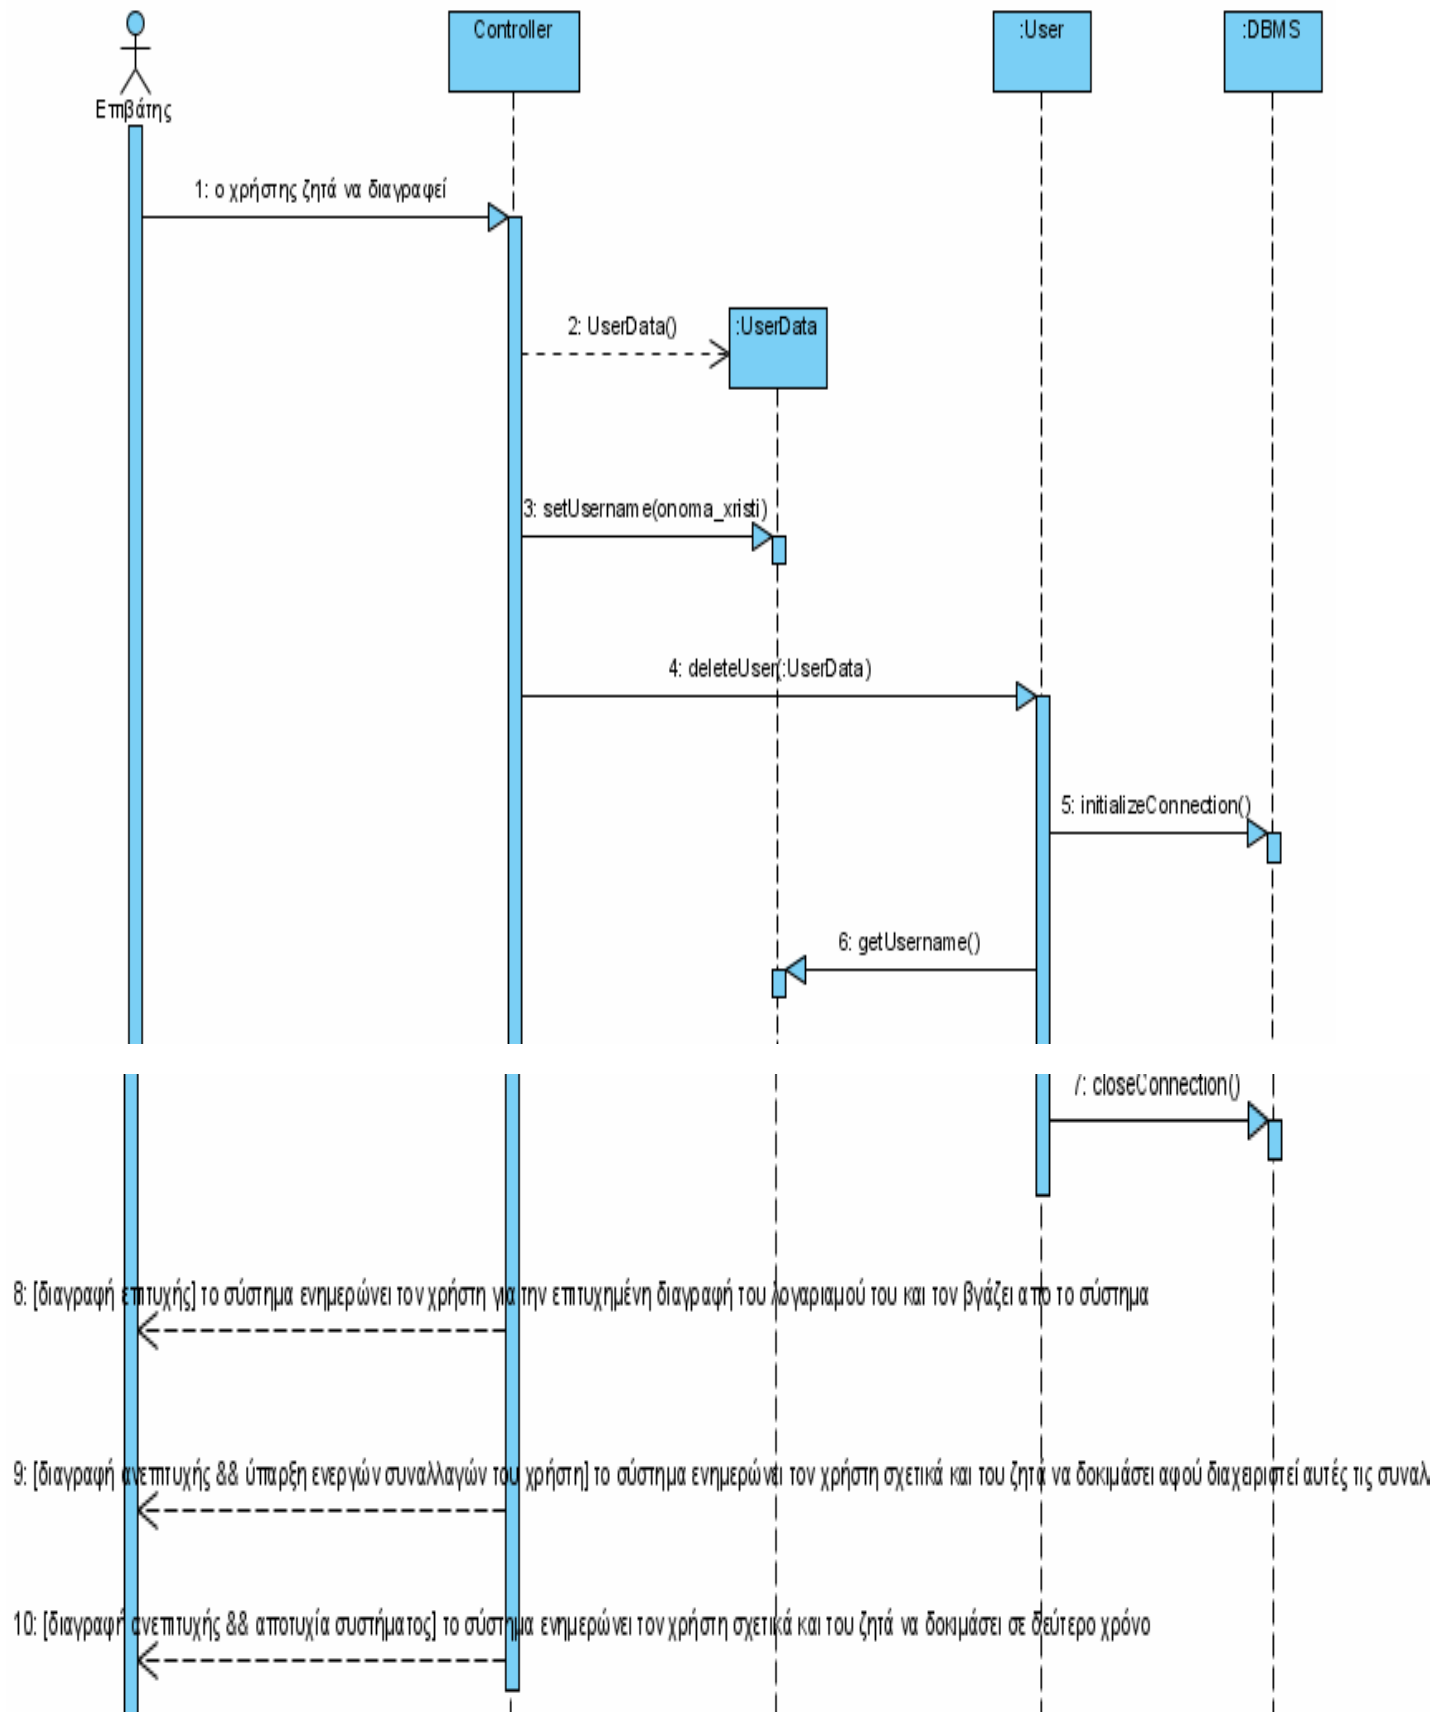 Controller
:User
:DBMS
Επιβάτης
1: ο χρήστης ζητά να διαγραφεί
2: UserData()
:UserData
3: setUsername(onoma_xristi)
4: deleteUser(:UserData)
5: initializeConnection()
6: getUsername()
7: closeConnection()
8: [διαγραφή επιτυχής] το σύστημα ενημερώνει τον χρήστη για την επιτυχημένη διαγραφή του λογαριασμού του και τον βγάζει απο το σύστημα
9: [διαγραφή ανεπιτυχής && ύπαρξη ενεργών συναλλαγών του χρήστη] το σύστημα ενημερώνει τον χρήστη σχετικά και του ζητά να δοκιμάσει αφού διαχειριστεί αυτές τις συναλ
10: [διαγραφή ανεπιτυχής && αποτυχία συστήματος] το σύστημα ενημερώνει τον χρήστη σχετικά και του ζητά να δοκιμάσει σε δεύτερο χρόνο